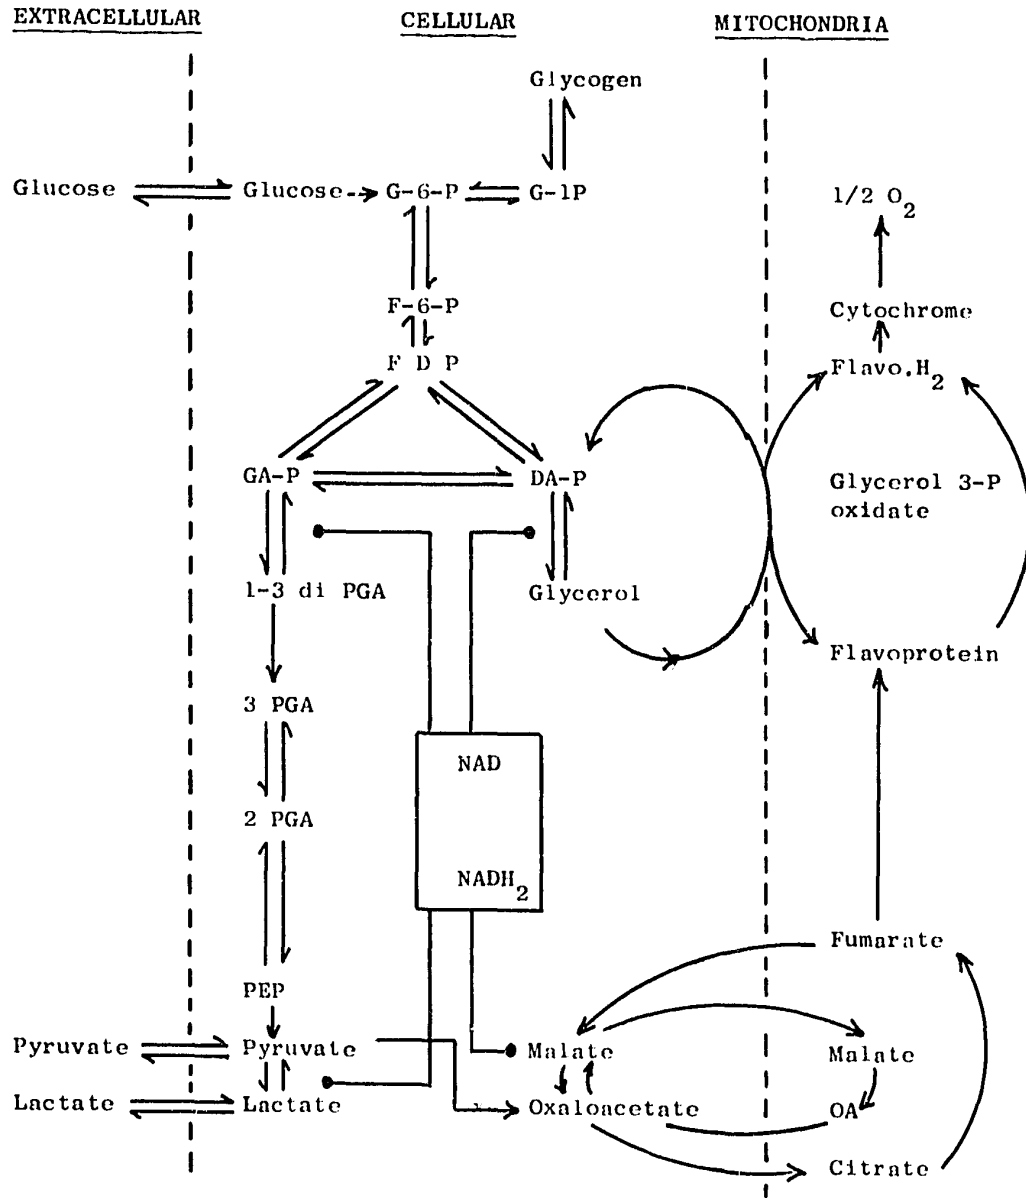 EXTRACELLULAR CELLULAR MITOCHONDRIA
Glycogen
Glucose Glucose G-6-P G-1P
1/2 O2
F-6-P
Cytochrome
F D P
Flavo.H2
GA-P DA-P
Glycerol 3-P
oxidate
1-3 di PGA Glycerol
Flavoprotein
3 PGA
NAD
2 PGA
NADH2
Fumarate
PEP
Pyruvate Pyruvate Malate Malate
Lactate Lactate Oxaloacetate OA
Citrate